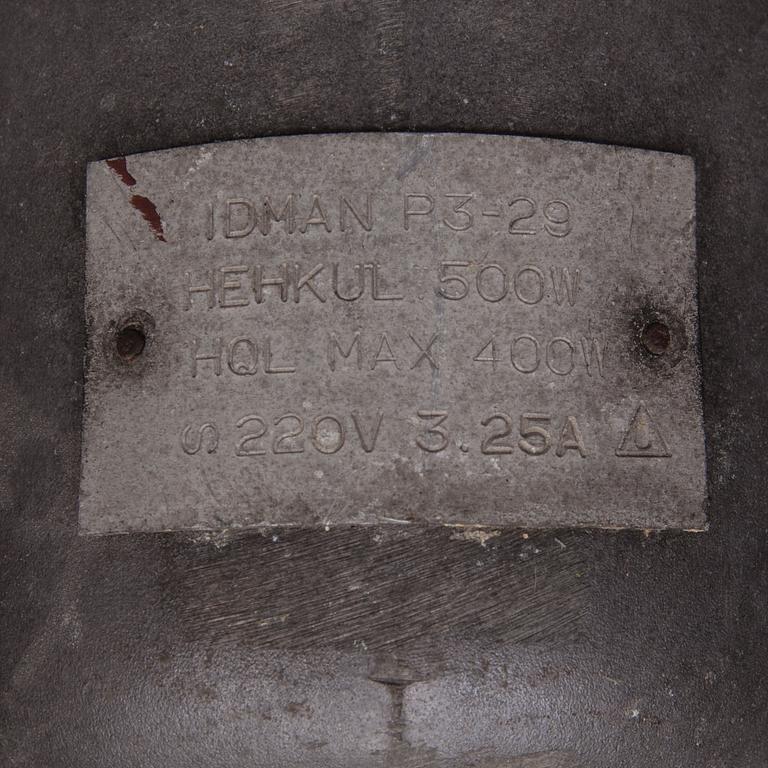 IDMAN P3-29
HEHKUL. 500W
HQL MAX 400W
∽ 220V 3.25A